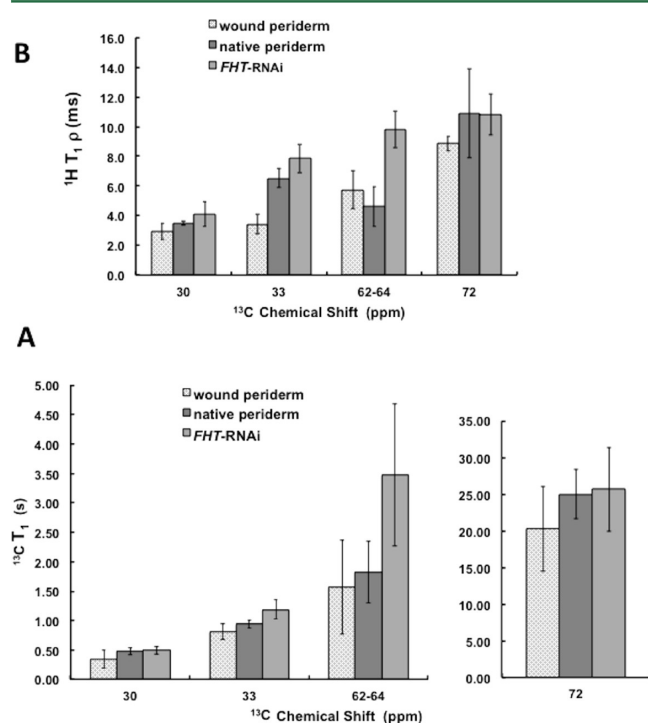 B
wound periderm
native periderm
FHT-RNAi
¹H T₁ ρ (ms)
16.0
14.0
12.0
10.0
8.0
6.0
4.0
2.0
0.0
30 33 62-64 72
¹³C Chemical Shift (ppm)
A
wound periderm
native periderm
FHT-RNAi
¹³C T₁ (s)
5.00
4.50
4.00
3.50
3.00
2.50
2.00
1.50
1.00
0.50
0.00
30 33 62-64
35.00
30.00
25.00
20.00
15.00
10.00
5.00
0.00
72
¹³C Chemical Shift (ppm)